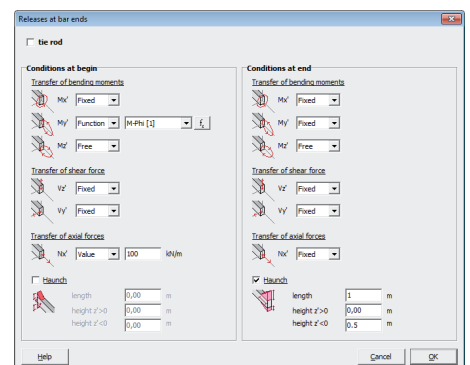 Releases at bar ends
tie rod
Conditions at begin
Transfer of bending moments
Mx' Fixed
My' Function M-Phi [1] f
Mz' Free
Transfer of shear force
Vz' Fixed
Vy' Fixed
Transfer of axial forces
Nx' Value 100 kN/m
Haunch
length 0,00 m
height z'>0 0,00 m
height z'<0 0,00 m
Conditions at end
Transfer of bending moments
Mx' Fixed
My' Fixed
Mz' Free
Transfer of shear force
Vz' Fixed
Vy' Fixed
Transfer of axial forces
Nx' Fixed
Haunch
length 1 m
height z'>0 0,00 m
height z'<0 0.5 m
Help Cancel OK